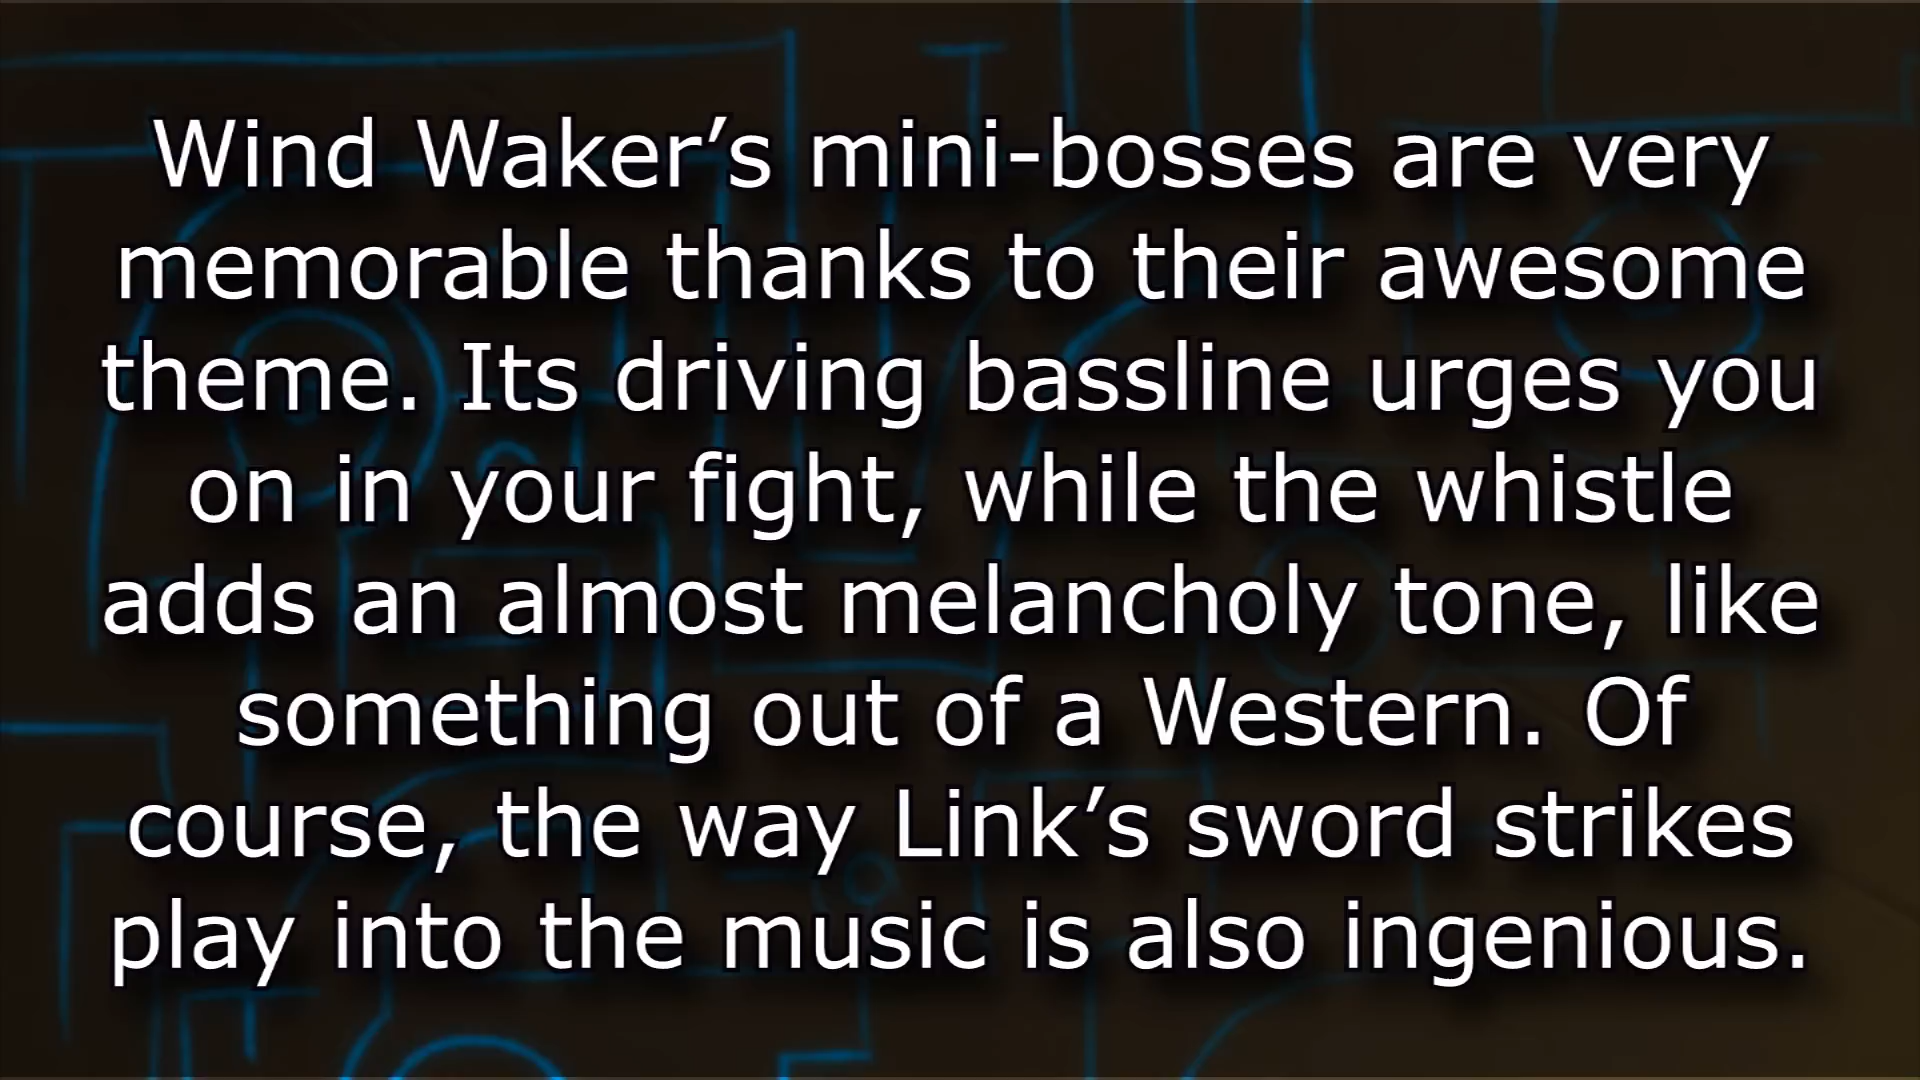 Wind Waker’s mini-bosses are very
memorable thanks to their awesome
theme. Its driving bassline urges you
on in your fight, while the whistle
adds an almost melancholy tone, like
something out of a Western. Of
course, the way Link’s sword strikes
play into the music is also ingenious.